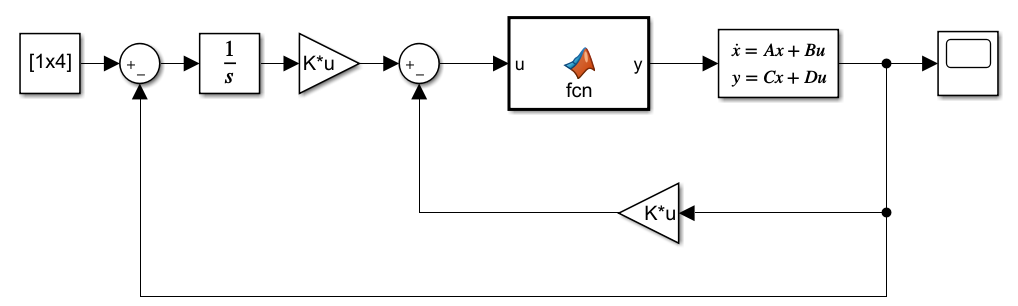 [1x4]
+
−
1
s
K*u
+
−
u
fcn
y
ẋ = Ax + Bu
y = Cx + Du
K*u